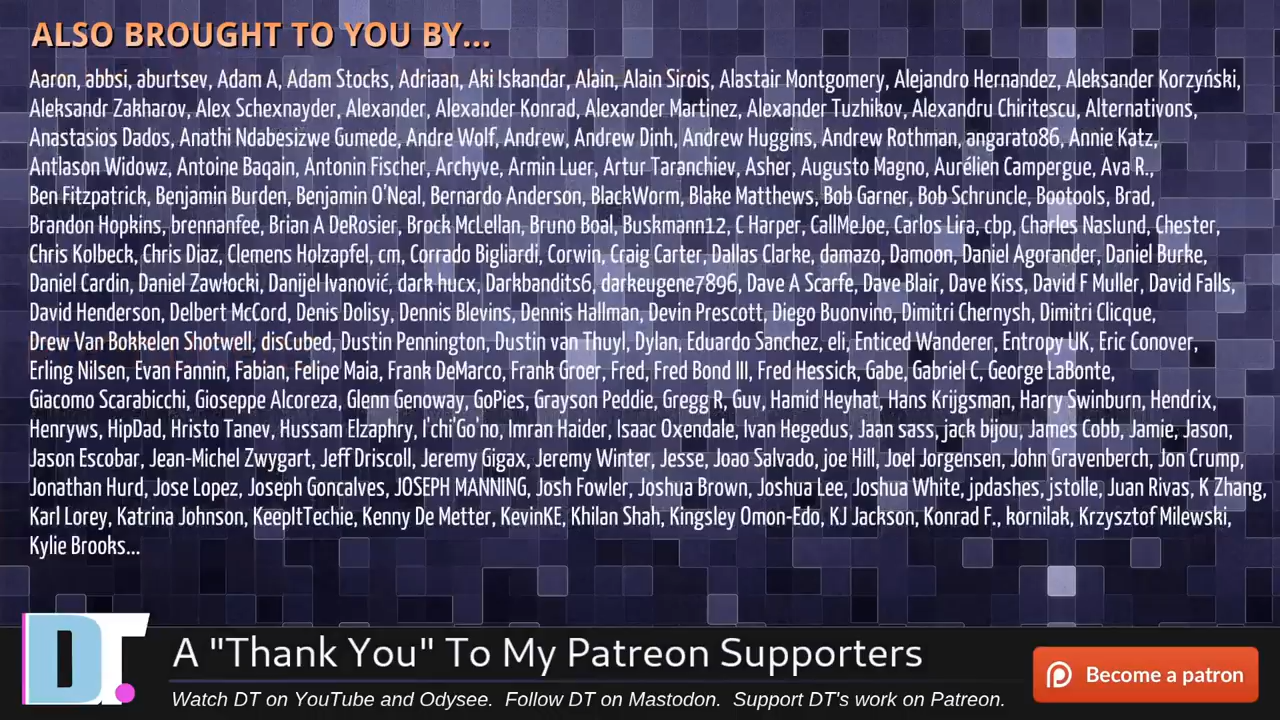 ALSO BROUGHT TO YOU BY...
Aaron, abbsi, aburtsev, Adam A, Adam Stocks, Adriaan, Aki Iskandar, Alain, Alain Sirois, Alastair Montgomery, Alejandro Hernandez, Aleksander Korzyński,
Aleksandr Zakharov, Alex Schexnayder, Alexander, Alexander Konrad, Alexander Martinez, Alexander Tuzhikov, Alexandru Chiritescu, Alternativons,
Anastasios Dados, Anathi Ndabesizwe Gumede, Andre Wolf, Andrew, Andrew Dinh, Andrew Huggins, Andrew Rothman, angarato86, Annie Katz,
Antlason Widowz, Antoine Baqain, Antonin Fischer, Archyve, Armin Luer, Artur Taranchiev, Asher, Augusto Magno, Aurélien Campergue, Ava R.,
Ben Fitzpatrick, Benjamin Burden, Benjamin O'Neal, Bernardo Anderson, BlackWorm, Blake Matthews, Bob Garner, Bob Schruncle, Bootools, Brad,
Brandon Hopkins, brennanfee, Brian A DeRosier, Brock McLellan, Bruno Boal, Buskmann12, C Harper, CallMeJoe, Carlos Lira, cbp, Charles Naslund, Chester,
Chris Kolbeck, Chris Diaz, Clemens Holzapfel, cm, Corrado Bigliardi, Corwin, Craig Carter, Dallas Clarke, damazo, Damoon, Daniel Agorander, Daniel Burke,
Daniel Cardin, Daniel Zawłocki, Danijel Ivanović, dark hucx, Darkbandits6, darkeugene7896, Dave A Scarfe, Dave Blair, Dave Kiss, David F Muller, David Falls,
David Henderson, Delbert McCord, Denis Dolisy, Dennis Blevins, Dennis Hallman, Devin Prescott, Diego Buonvino, Dimitri Chernysh, Dimitri Clicque,
Drew Van Bokkelen Shotwell, disCubed, Dustin Pennington, Dustin van Thuyl, Dylan, Eduardo Sanchez, eli, Enticed Wanderer, Entropy UK, Eric Conover,
Erling Nilsen, Evan Fannin, Fabian, Felipe Maia, Frank DeMarco, Frank Groer, Fred, Fred Bond III, Fred Hessick, Gabe, Gabriel C, George LaBonte,
Giacomo Scarabicchi, Gioseppe Alcoreza, Glenn Genoway, GoPies, Grayson Peddie, Gregg R, Guv, Hamid Heyhat, Hans Krijgsman, Harry Swinburn, Hendrix,
Henryws, HipDad, Hristo Tanev, Hussam Elzaphry, I'chi'Go'no, Imran Haider, Isaac Oxendale, Ivan Hegedus, Jaan sass, jack bijou, James Cobb, Jamie, Jason,
Jason Escobar, Jean-Michel Zwygart, Jeff Driscoll, Jeremy Gigax, Jeremy Winter, Jesse, Joao Salvado, joe Hill, Joel Jorgensen, John Gravenberch, Jon Crump,
Jonathan Hurd, Jose Lopez, Joseph Goncalves, JOSEPH MANNING, Josh Fowler, Joshua Brown, Joshua Lee, Joshua White, jpdashes, jstolle, Juan Rivas, K Zhang,
Karl Lorey, Katrina Johnson, KeepItTechie, Kenny De Metter, KevinKE, Khilan Shah, Kingsley Omon-Edo, KJ Jackson, Konrad F., kornilak, Krzysztof Milewski,
Kylie Brooks...
DT.
A "Thank You" To My Patreon Supporters
Become a patron
Watch DT on YouTube and Odysee. Follow DT on Mastodon. Support DT's work on Patreon.